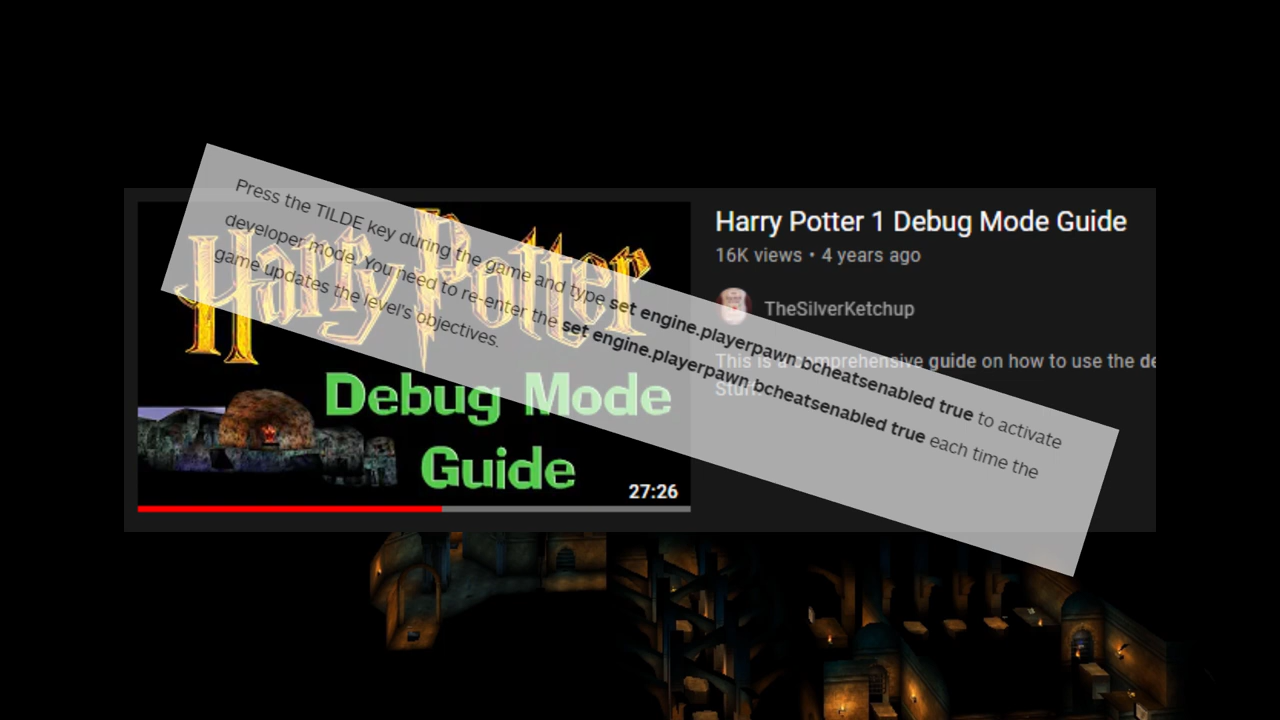 Press the TILDE key during the game and type set engine.playerpawn bcheatsenabled true to activate
developer mode. You need to re-enter the set engine.playerpawn bcheatsenabled true each time the
game updates the level's objectives.
Harry Potter
Debug Mode
Guide
27:26
Harry Potter 1 Debug Mode Guide
16K views • 4 years ago
TheSilverKetchup
This is a comprehensive guide on how to use the de
Stuff